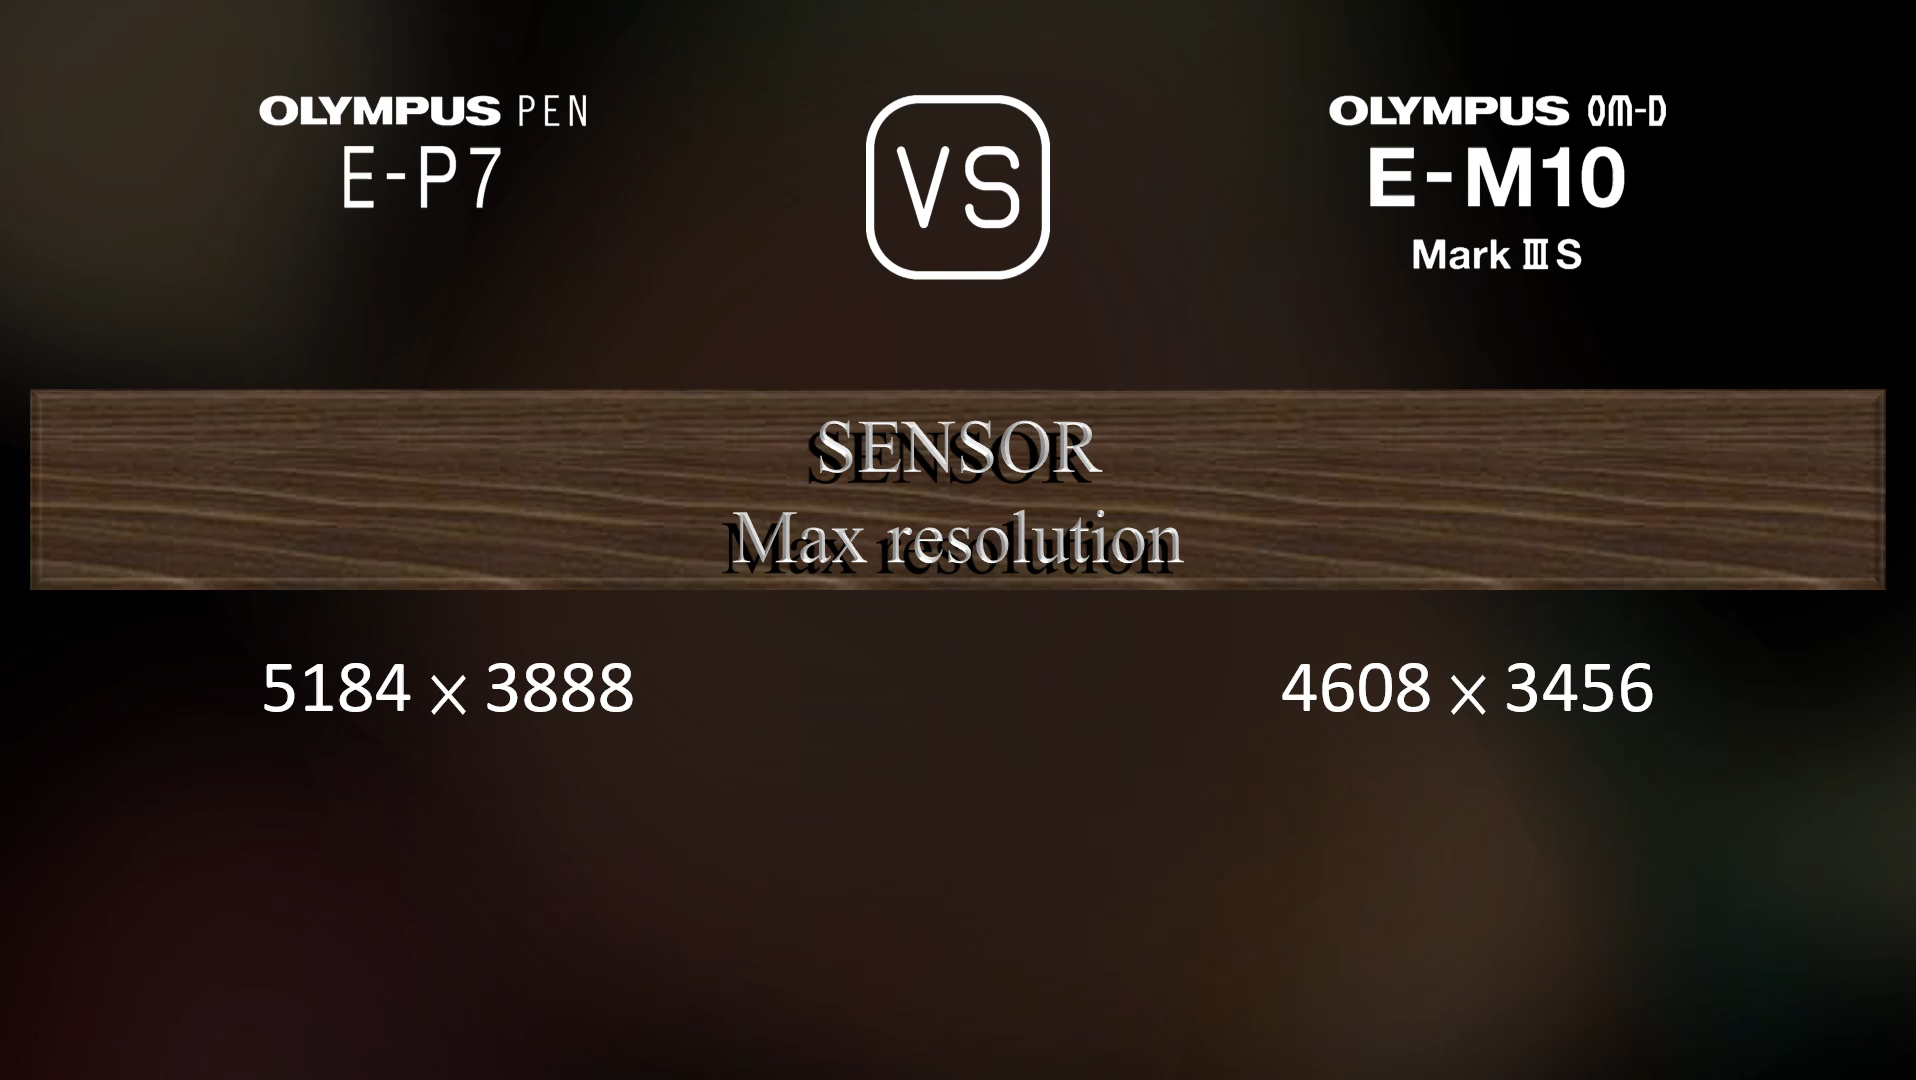 OLYMPUS PEN
E-P7
VS
OLYMPUS OM-D
E-M10
Mark III S
SENSOR
Max resolution
5184 x 3888
4608 x 3456